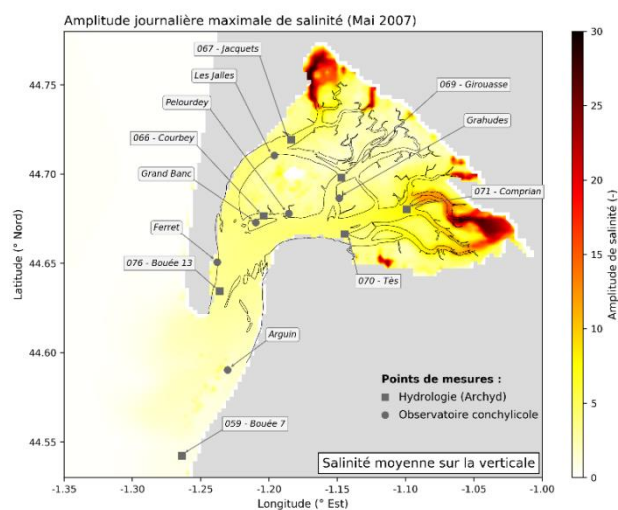 Amplitude journalière maximale de salinité (Mai 2007)
067 - Jacquets
Les Jalles
Pelourdey
066 - Courbey
Grand Banc
Ferret
076 - Bouée 13
069 - Girouasse
Grahudes
071 - Comprian
070 - Tès
Arguin
059 - Bouée 7
Points de mesures :
Hydrologie (Archyd)
Observatoire conchylicole
Salinité moyenne sur la verticale
Latitude (° Nord)
44.75
44.70
44.65
44.60
44.55
-1.35
-1.30
-1.25
-1.20
-1.15
-1.10
-1.05
-1.00
Longitude (° Est)
30
25
20
15
10
5
0
Amplitude de salinité (-)